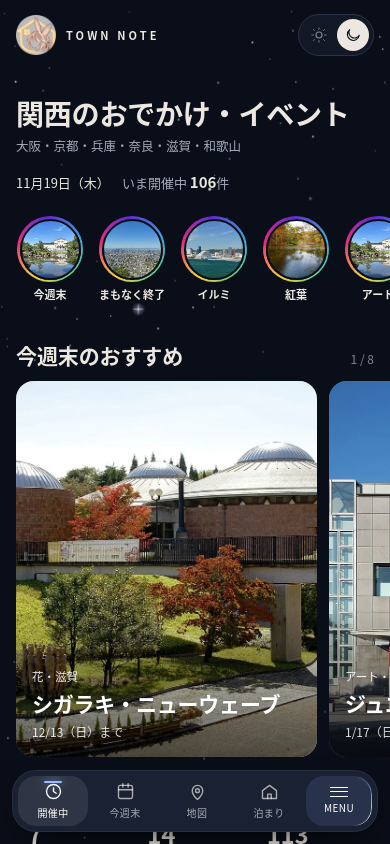 TOWN NOTE
関西のおでかけ・イベント
大阪・京都・兵庫・奈良・滋賀・和歌山
11月19日（木） いま開催中 106件
今週末 まもなく終了 イルミ 紅葉 アート
今週末のおすすめ 1 / 8
花・滋賀
シガラキ・ニューウェーブ
12/13（日）まで
アート・
ジュ
1/17（日
14 113
開催中 今週末 地図 泊まり MENU